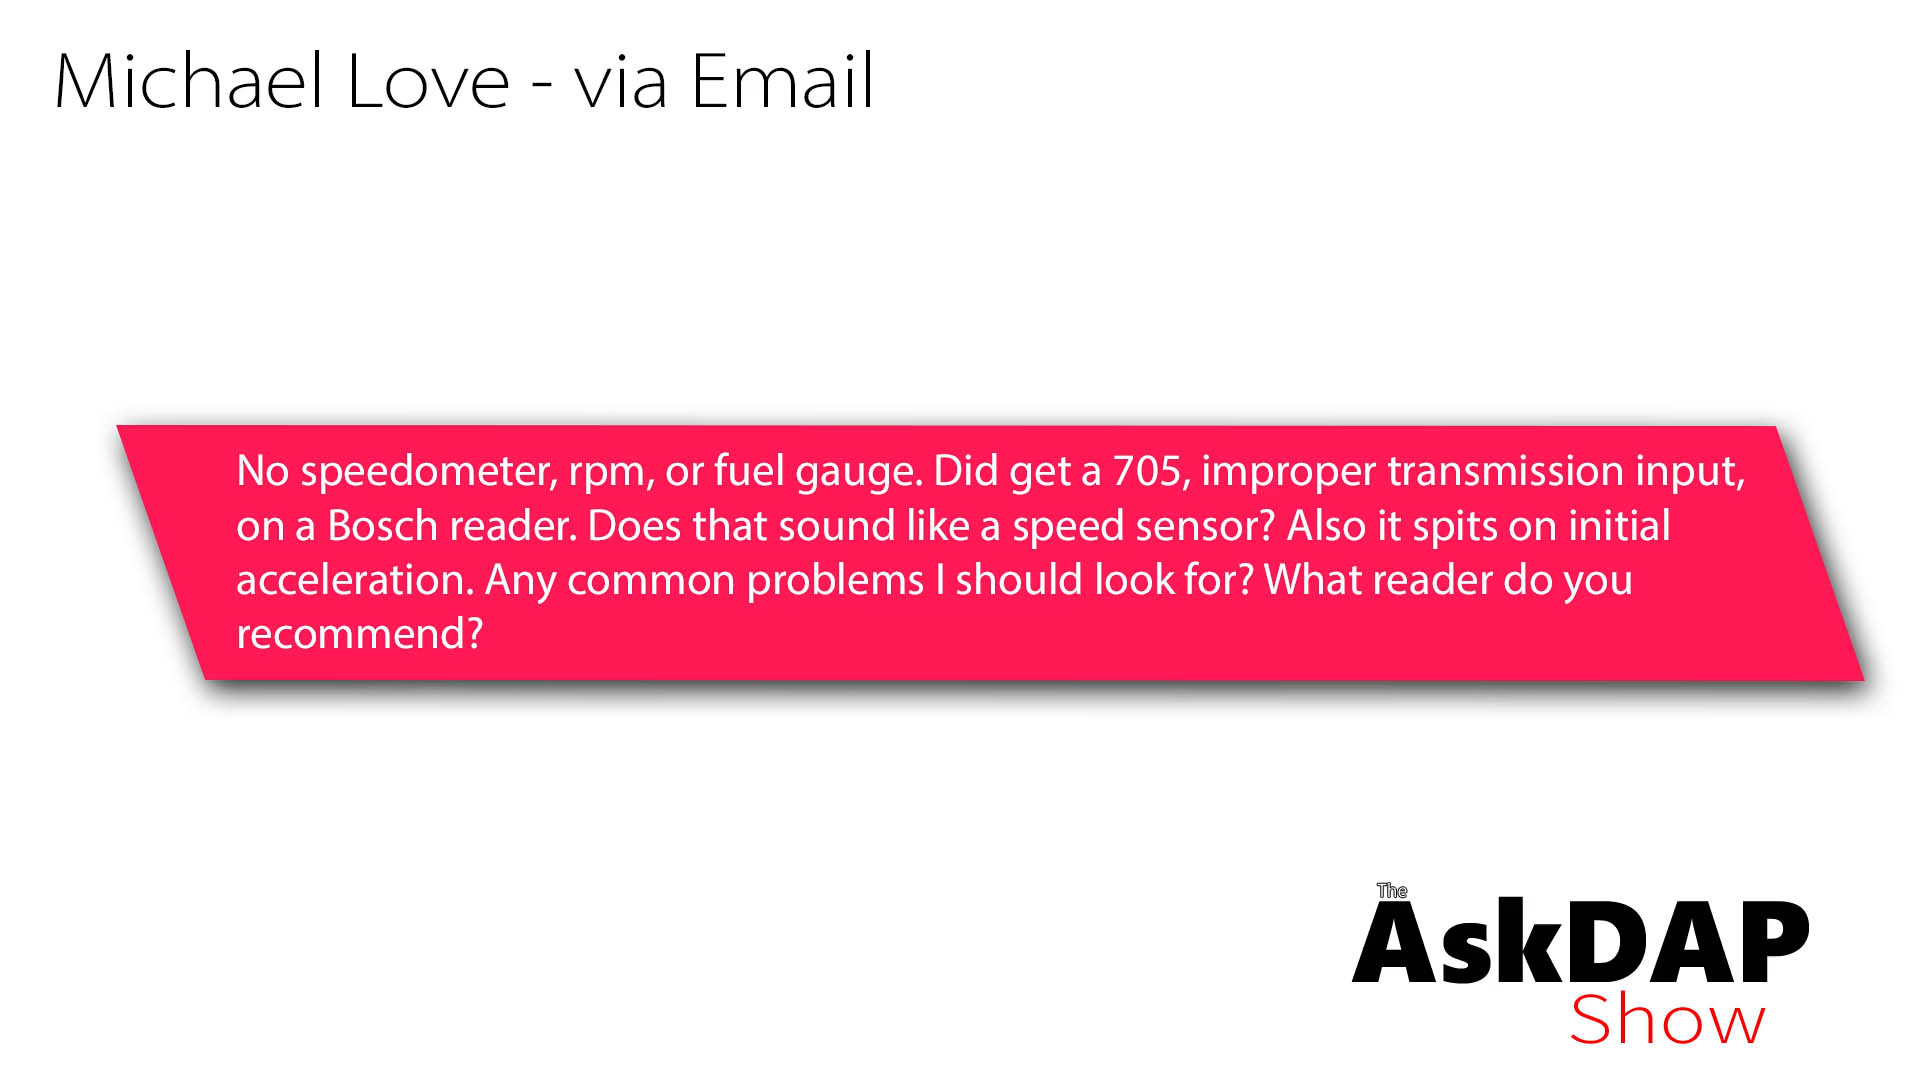 Michael Love - via Email
No speedometer, rpm, or fuel gauge. Did get a 705, improper transmission input,
on a Bosch reader. Does that sound like a speed sensor? Also it spits on initial
acceleration. Any common problems I should look for? What reader do you
recommend?
The
AskDAP
Show